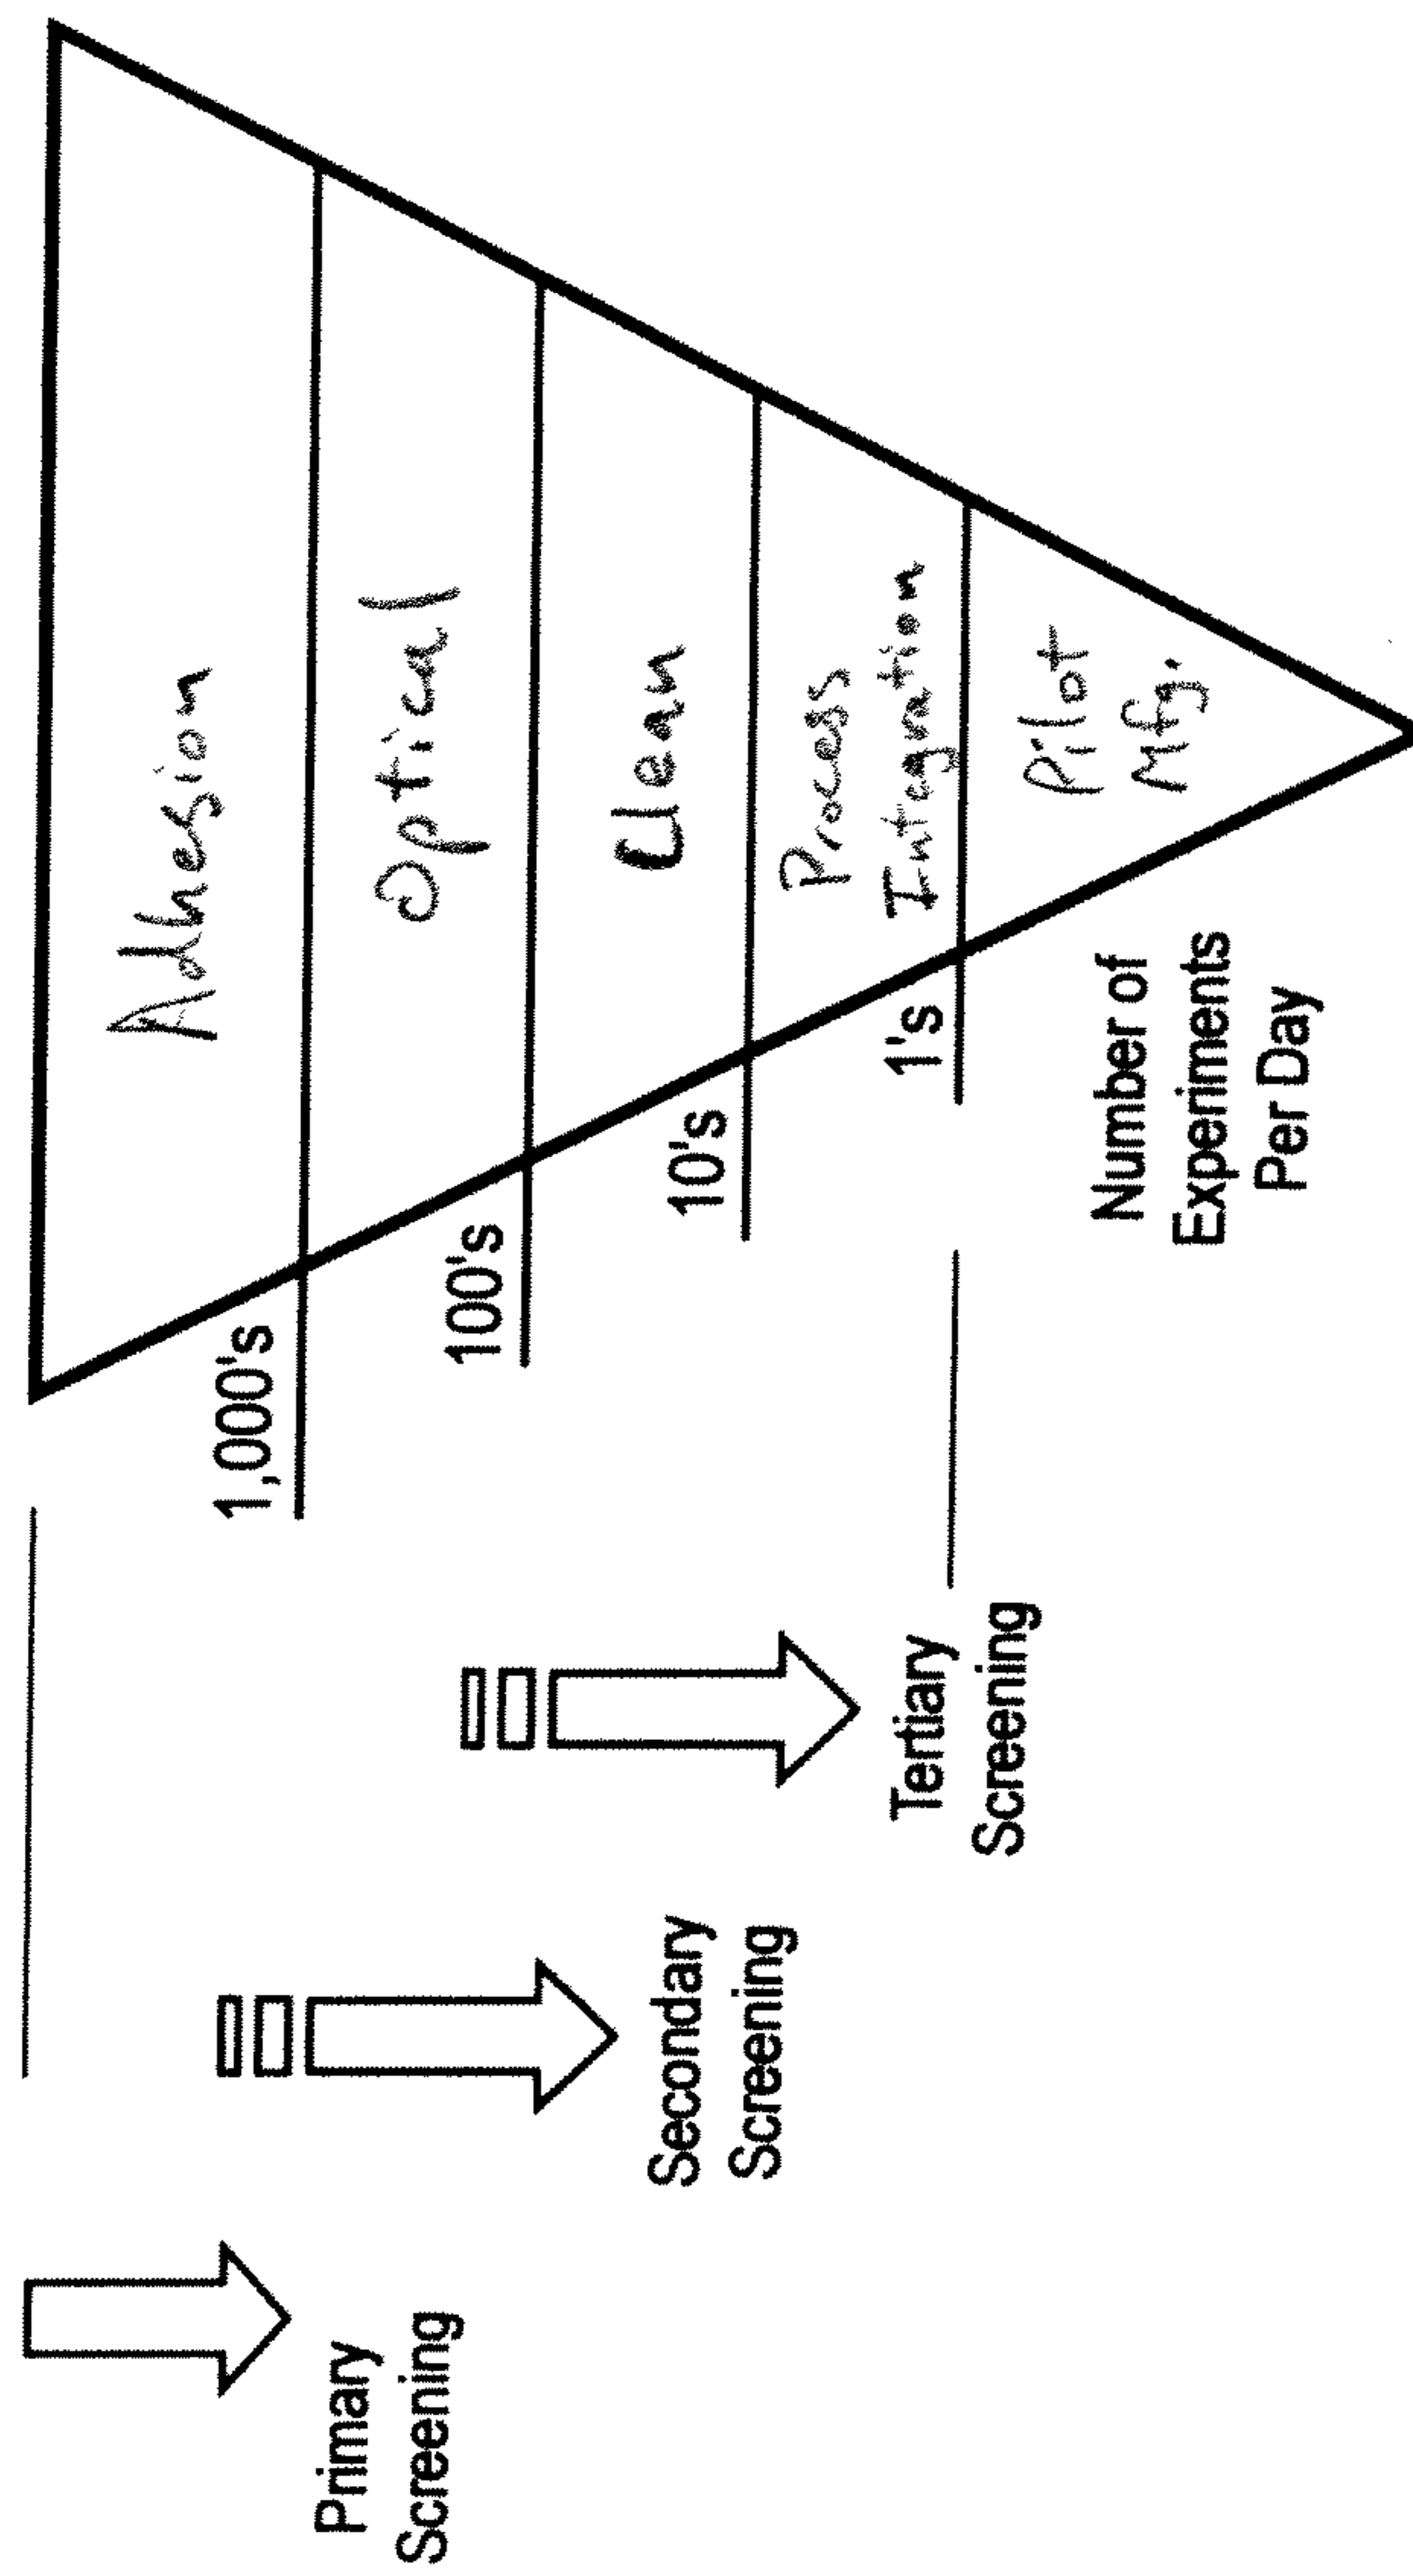 Primary
Screening
Secondary
Screening
Tertiary
Screening
1,000's
100's
10's
1's
Number of
Experiments
Per Day
Adhesion
Optical
Clean
Process
Integration
Pilot
Mfg.